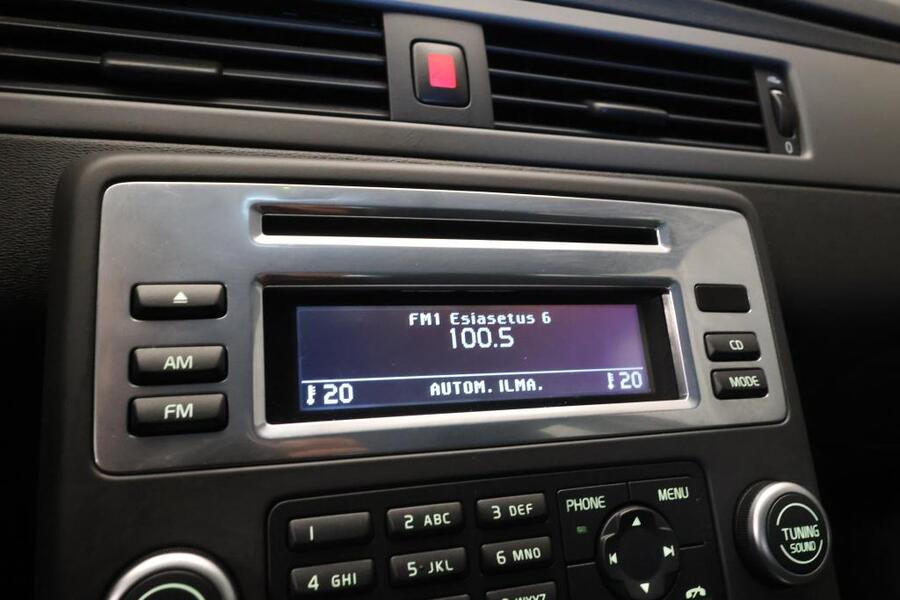 0
FM1 Esiasetus 6
100.5
20 AUTOM. ILMA. 20
AM
FM
CD
MODE
1
2 ABC
3 DEF
4 GHI
5 JKL
6 MNO
PHONE
MENU
TUNING
SOUND